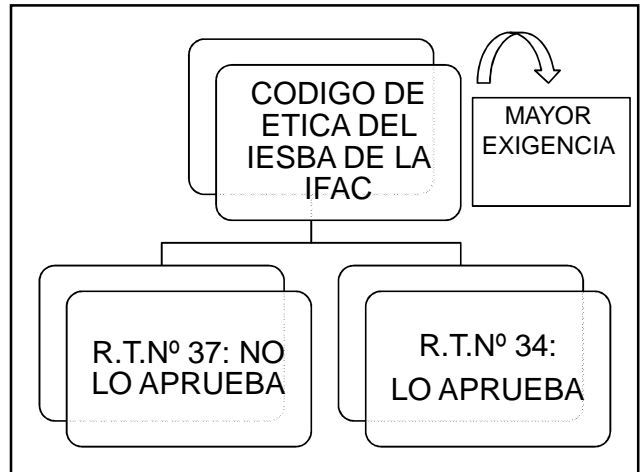 CODIGO DE
ETICA DEL
IESBA DE LA
IFAC
MAYOR
EXIGENCIA
R.T.Nº 37: NO
LO APRUEBA
R.T.Nº 34:
LO APRUEBA